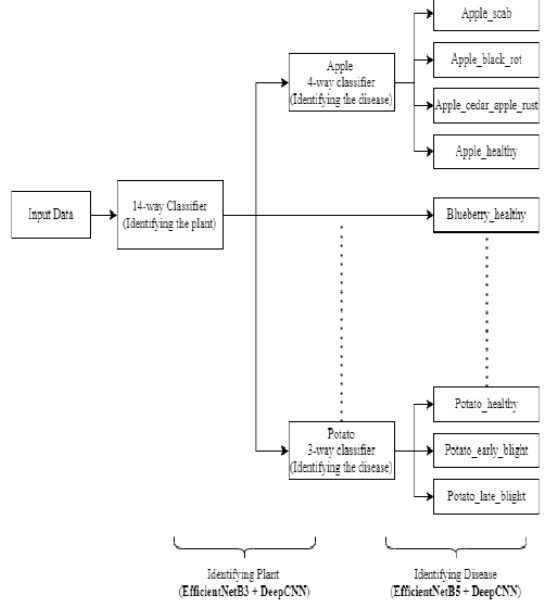 Input Data
14-way Classifier
(Identifying the plant)
Apple
4-way classifier
(Identifying the disease)
Apple_scab
Apple_black_rot
Apple_cedar_apple_rust
Apple_healthy
Blueberry_healthy
Potato
3-way classifier
(Identifying the disease)
Potato_healthy
Potato_early_blight
Potato_late_blight
Identifying Plant
(EfficientNetB3 + DeepCNN)
Identifying Disease
(EfficientNetB5 + DeepCNN)